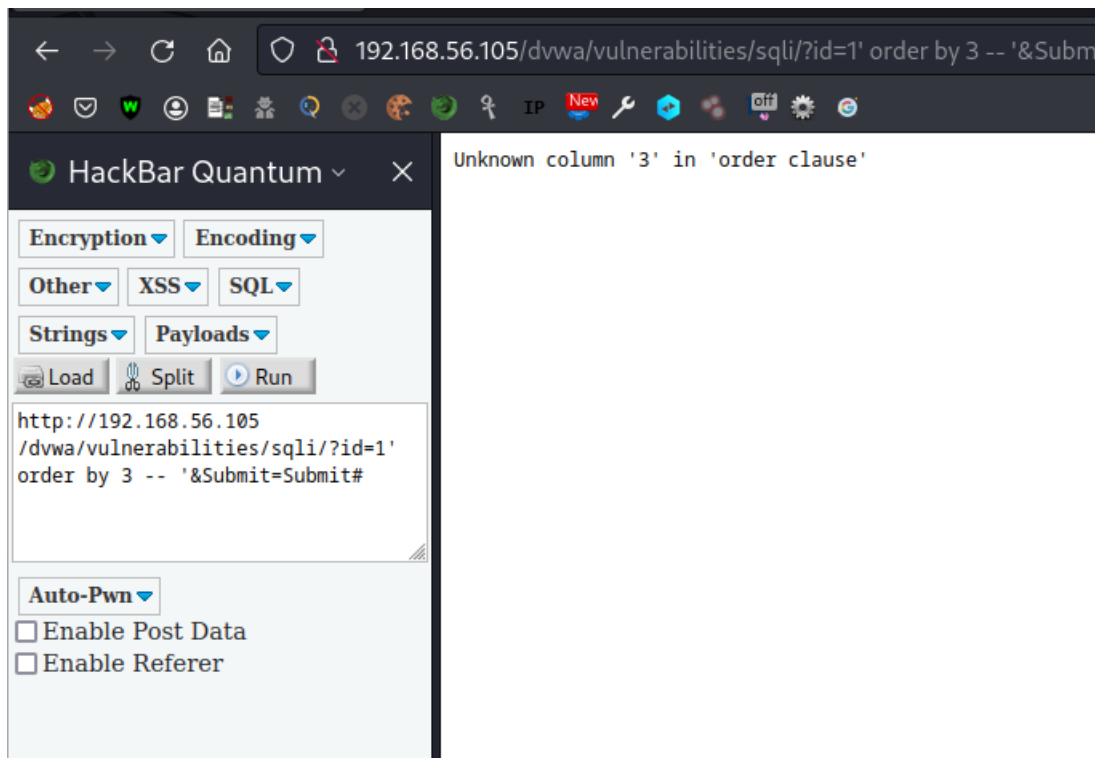 192.168.56.105/dvwa/vulnerabilities/sqli/?id=1' order by 3 -- '&Subm
IP
New
off
HackBar Quantum
Encryption
Encoding
Other
XSS
SQL
Strings
Payloads
Load
Split
Run
http://192.168.56.105
/dvwa/vulnerabilities/sqli/?id=1'
order by 3 -- '&Submit=Submit#
Auto-Pwn
Enable Post Data
Enable Referer
Unknown column '3' in 'order clause'